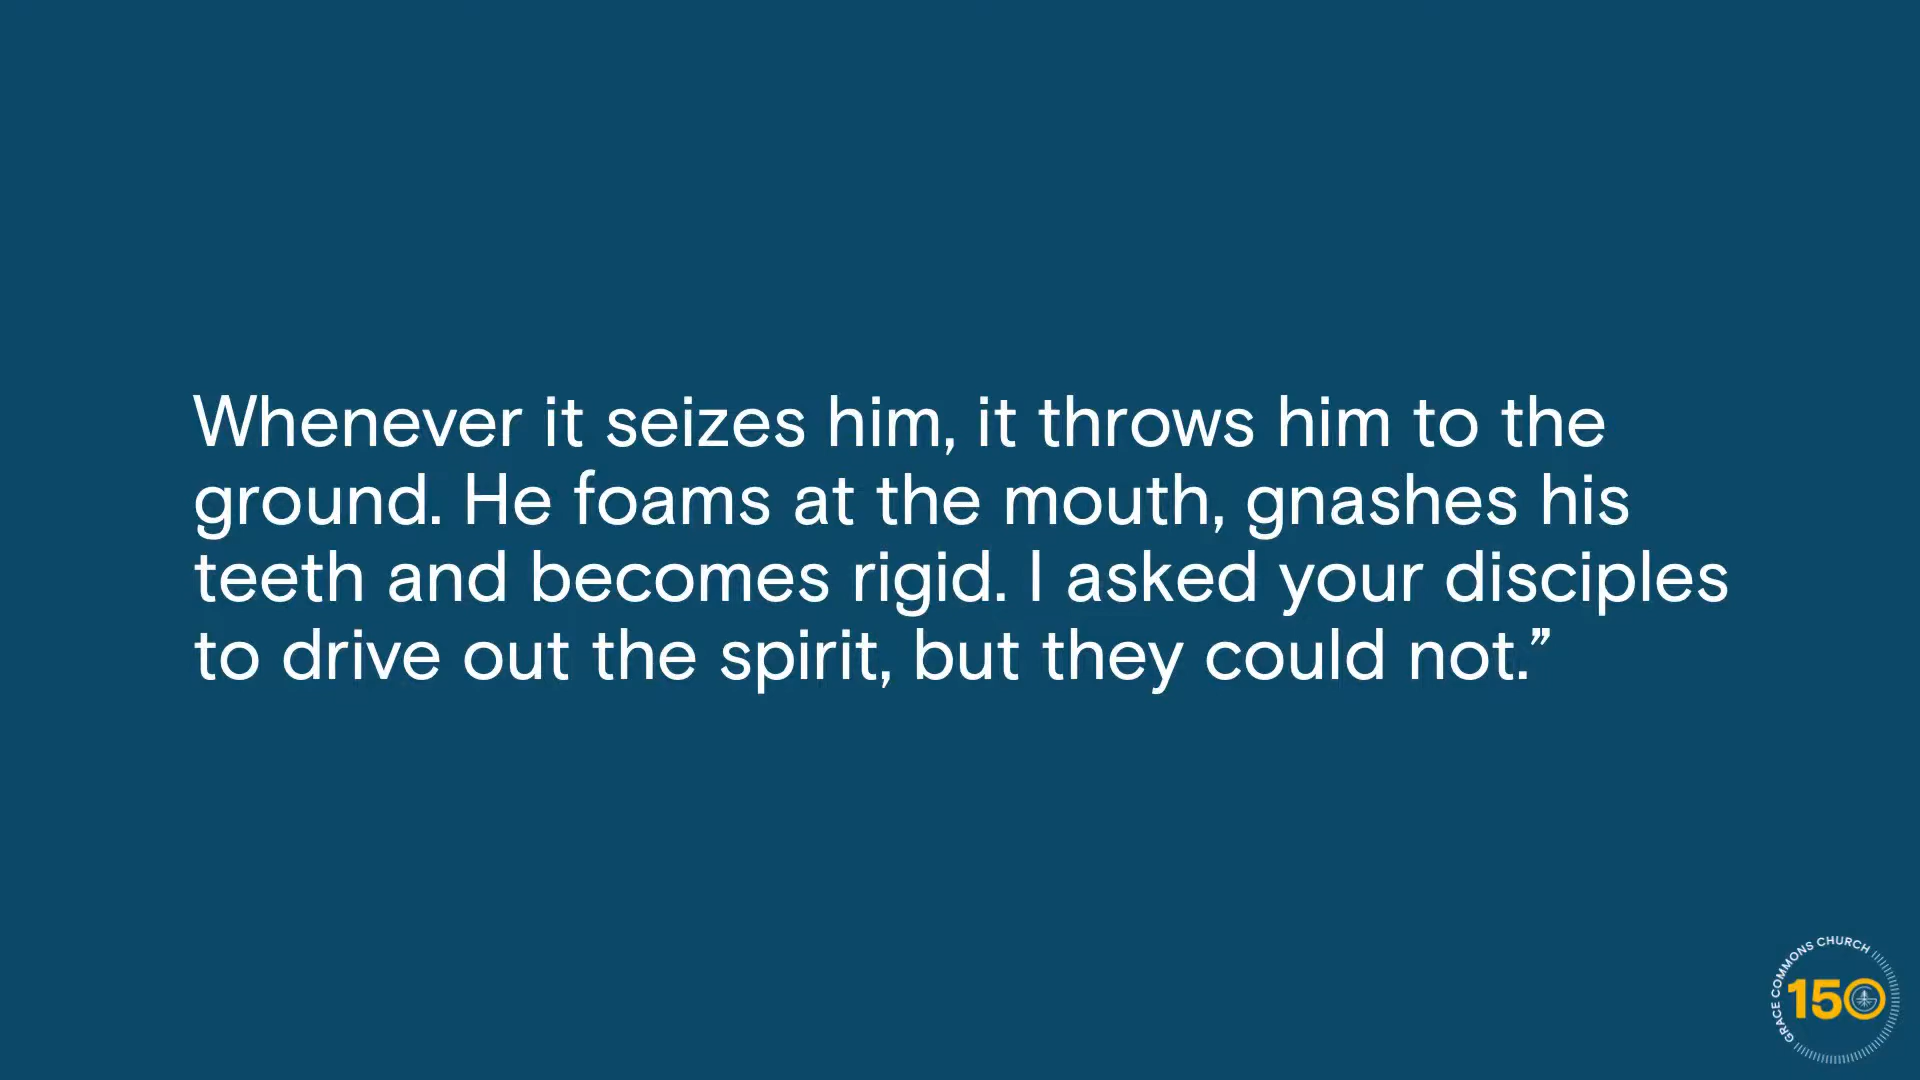 Whenever it seizes him, it throws him to the
ground. He foams at the mouth, gnashes his
teeth and becomes rigid. I asked your disciples
to drive out the spirit, but they could not.”
GRACE COMMONS CHURCH
150